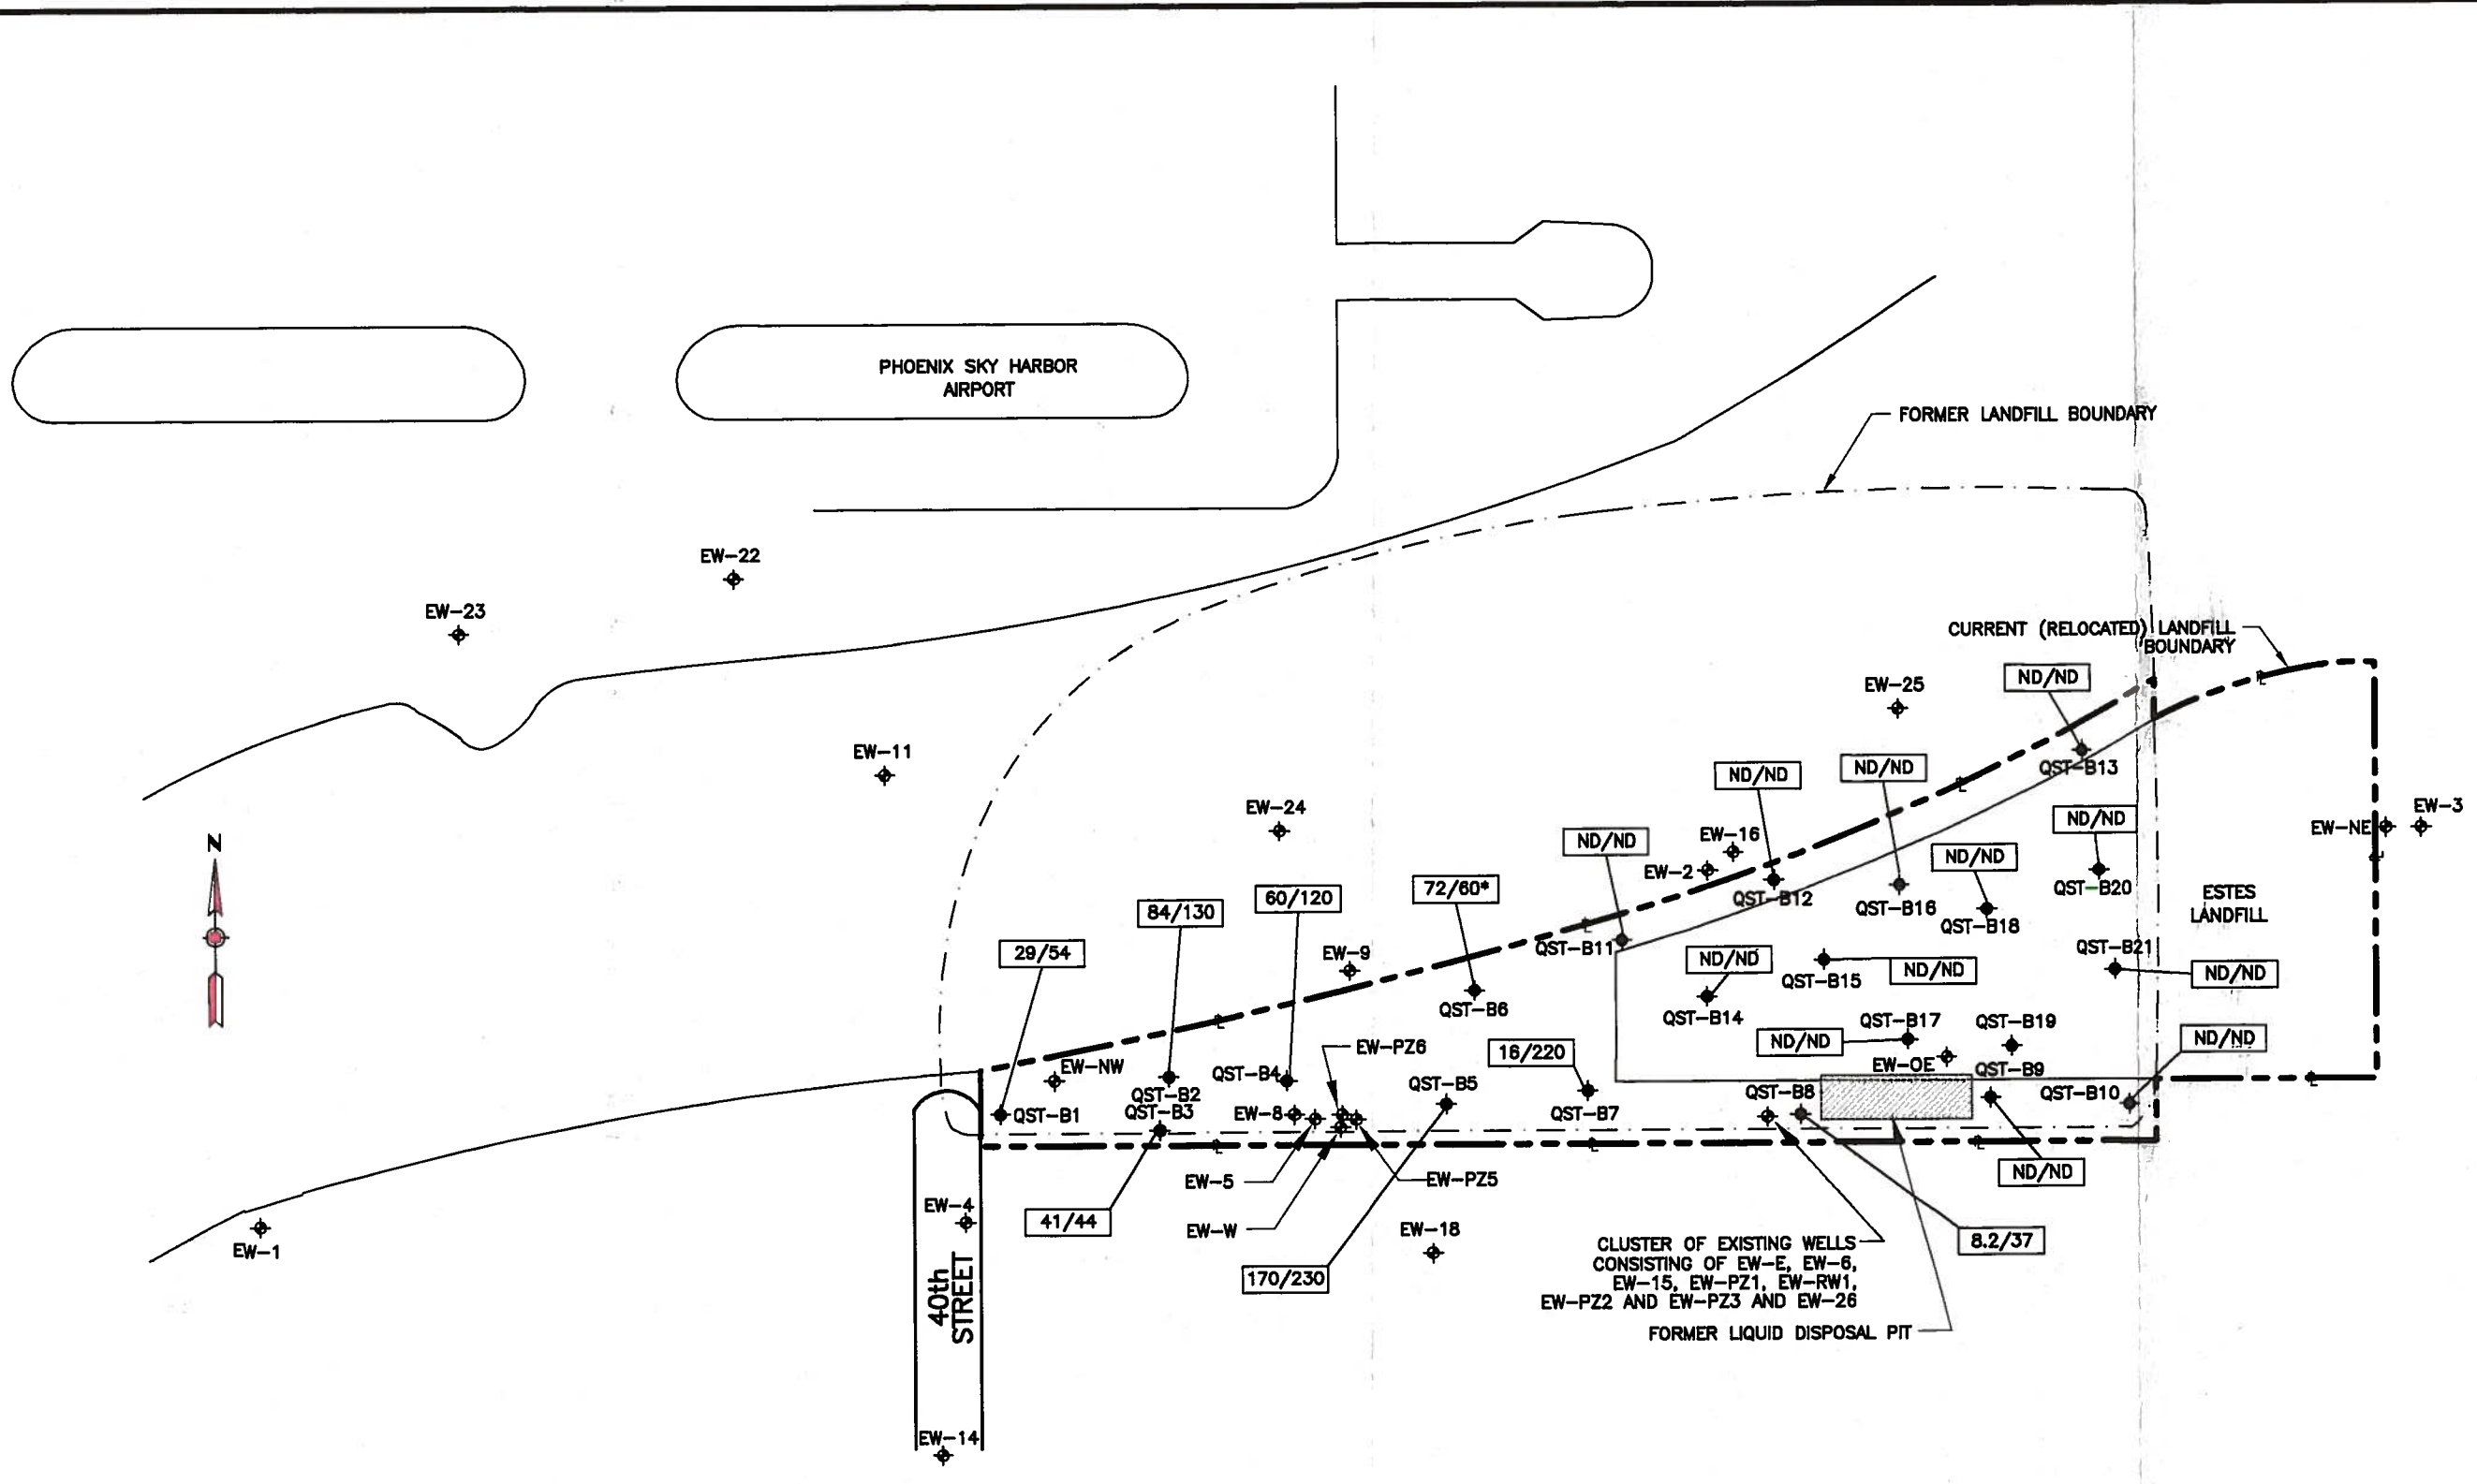 PHOENIX SKY HARBOR
AIRPORT
FORMER LANDFILL BOUNDARY
EW-22
EW-23
CURRENT (RELOCATED) LANDFILL
BOUNDARY
ND/ND
EW-25
EW-11
QST-B13
ND/ND
ND/ND
EW-24
EW-3
EW-NE
ND/ND
EW-16
ND/ND
N
ND/ND
EW-2
72/60*
QST-B12
QST-B16
QST-B20
60/120
84/130
ESTES
LANDFILL
QST-B18
QST-B11
QST-B21
29/54
EW-9
ND/ND
ND/ND
ND/ND
QST-B15
QST-B6
QST-B14
QST-B17
QST-B19
ND/ND
ND/ND
EW-PZ6
16/220
EW-NW
EW-OE
QST-B9
QST-B4
QST-B5
QST-B8
QST-B10
QST-B2
QST-B3
QST-B1
EW-8
QST-B7
ND/ND
EW-5
EW-PZ5
EW-4
41/44
EW-W
EW-18
8.2/37
EW-1
CLUSTER OF EXISTING WELLS
CONSISTING OF EW-E, EW-6,
EW-15, EW-PZ1, EW-RW1,
EW-PZ2 AND EW-PZ3 AND EW-26
170/230
40th
STREET
FORMER LIQUID DISPOSAL PIT
EW-14